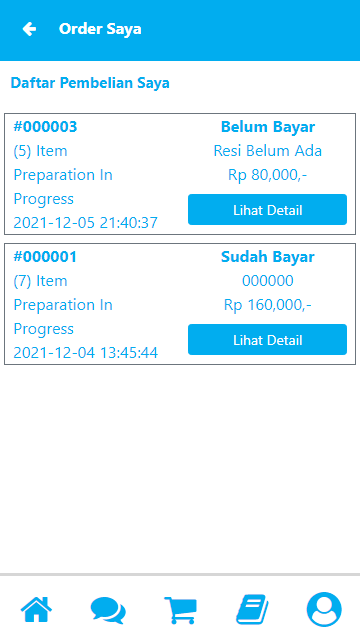 Order Saya
Daftar Pembelian Saya
#000003
(5) Item
Preparation In
Progress
2021-12-05 21:40:37
Belum Bayar
Resi Belum Ada
Rp 80,000,-
Lihat Detail
#000001
(7) Item
Preparation In
Progress
2021-12-04 13:45:44
Sudah Bayar
000000
Rp 160,000,-
Lihat Detail